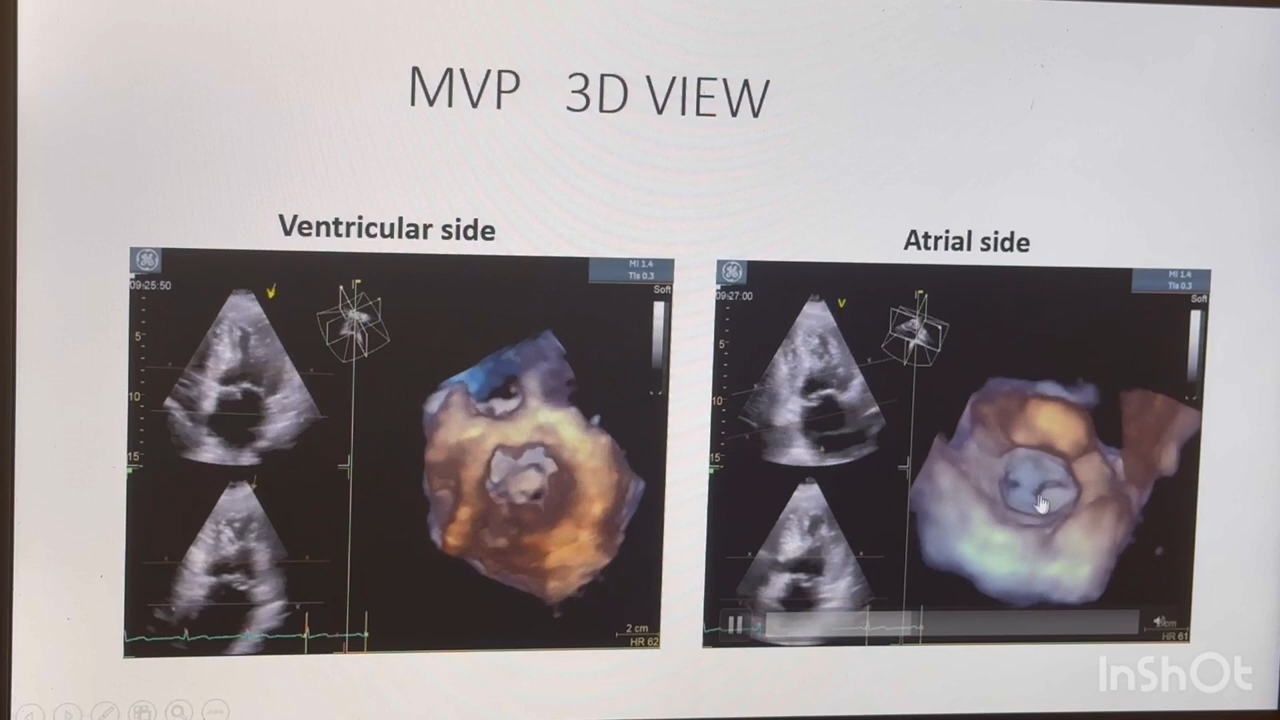 MVP 3D VIEW
Ventricular side
Atrial side
MI 1.4
TIs 0.3
09:25:50
Soft
5
10
15
2 cm
HR 62
V
MI 1.4
TIs 0.3
09:27:00
Soft
5
10
15
HR 61
InShOt